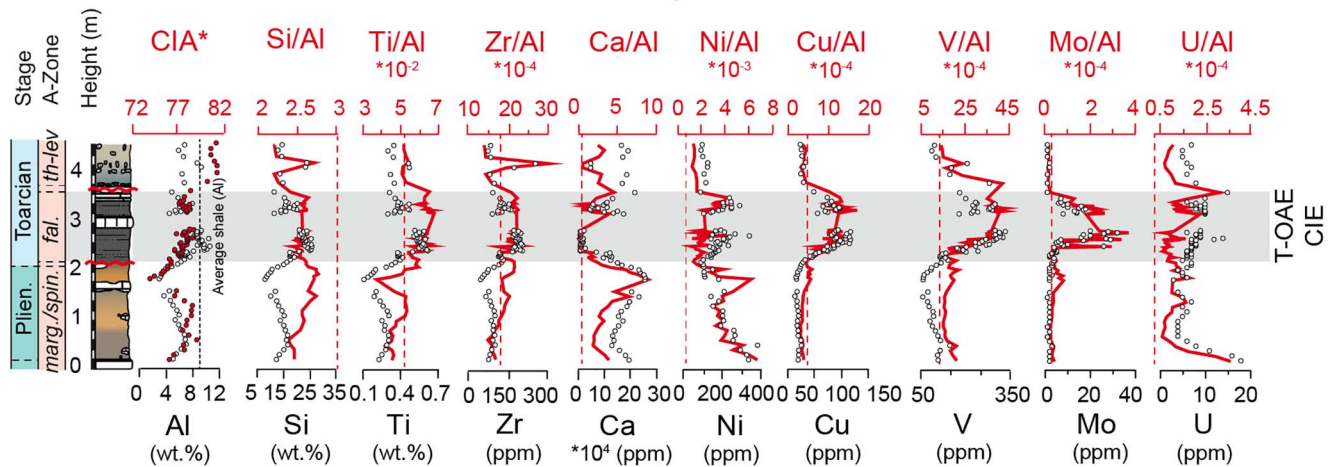 Stage
A-Zone
Height (m)
CIA*
Si/Al
Ti/Al
*10⁻²
Zr/Al
*10⁻⁴
Ca/Al
Ni/Al
*10⁻³
Cu/Al
*10⁻⁴
V/Al
*10⁻⁴
Mo/Al
*10⁻⁴
U/Al
*10⁻⁴
72 77 82
2 2.5 3
3 5 7
10 20 30
0 5 10
0 2 4 6 8
0 5 10 15 20
5 25 45
0 2 4
0.5 2.5 4.5
Toarcian
Plien.
th-lev
fal.
marg./spin.
4
3
2
1
0
Average shale (Al)
T-OAE
CIE
0 4 8 12
5 15 25 35
0.1 0.4 0.7
0 150 300
0 10 20 30
0 200 400
0 50 100 150
50 350
0 20 40
0 10 20
Al
(wt.%)
Si
(wt.%)
Ti
(wt.%)
Zr
(ppm)
Ca
*10⁴ (ppm)
Ni
(ppm)
Cu
(ppm)
V
(ppm)
Mo
(ppm)
U
(ppm)